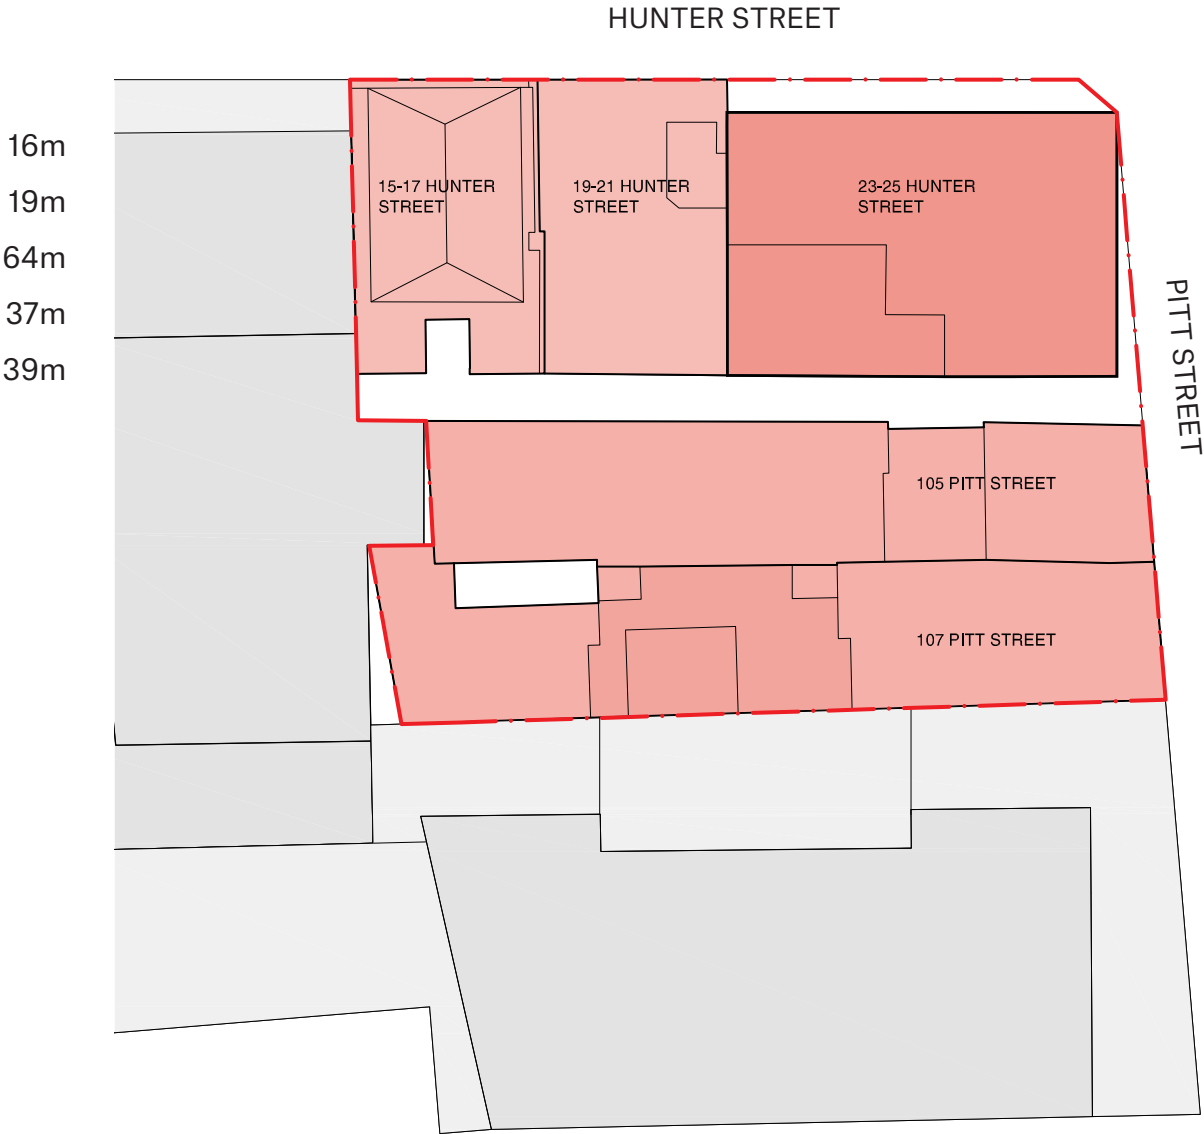 HUNTER STREET
16m
19m
64m
37m
39m
15-17 HUNTER
STREET
19-21 HUNTER
STREET
23-25 HUNTER
STREET
PITT STREET
105 PITT STREET
107 PITT STREET